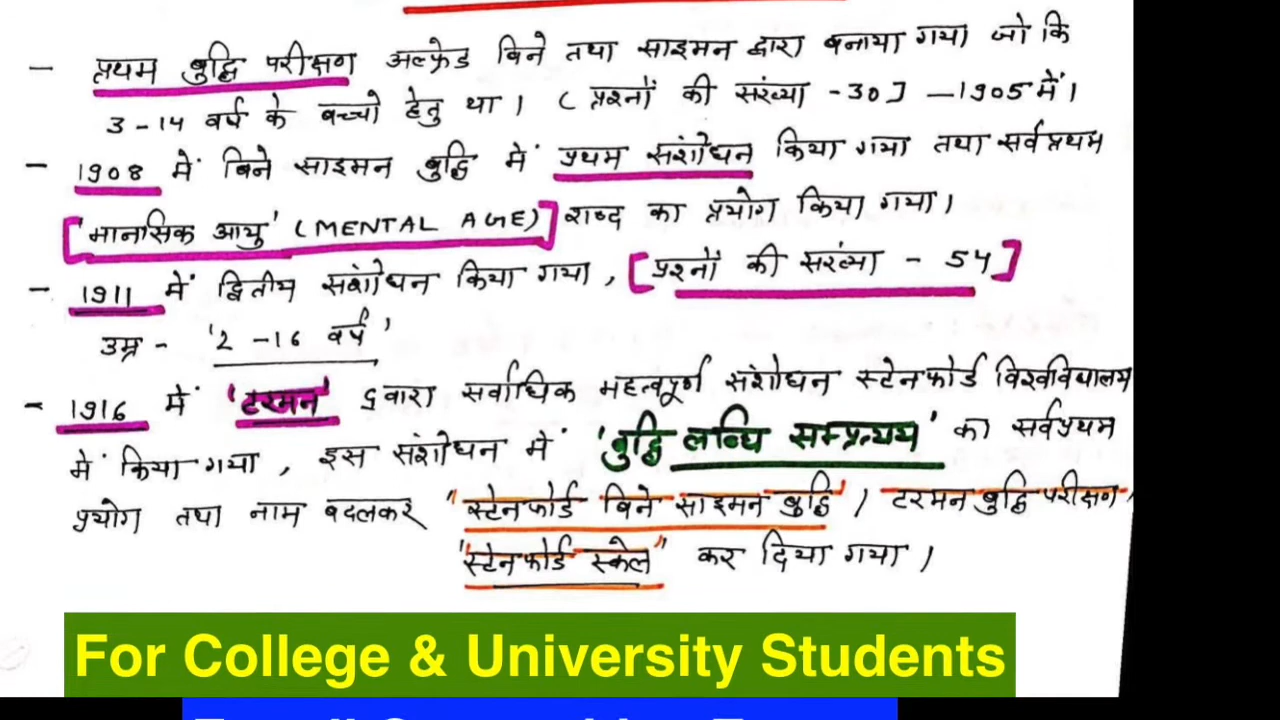 - प्रथम बुद्धि परीक्षण अल्फ्रेड बिने तथा साइमन द्वारा बनाया गया जो कि
3-14 वर्ष के बच्चो हेतु था। (प्रश्नों की संख्या -30] -1905 में।
- 1908 में बिने साइमन बुद्धि में प्रथम संशोधन किया गया तथा सर्वप्रथम
['मानसिक आयु' (MENTAL AGE)] शब्द का प्रयोग किया गया।
- 1911 में द्वितीय संशोधन किया गया, [प्रश्नों की संख्या - 54]
उम्र - '2 -16 वर्ष'
- 1916 में 'टरमन' द्वारा सर्वाधिक महत्वपूर्ण संशोधन स्टेनफोर्ड विश्वविद्यालय
में किया गया, इस संशोधन में 'बुद्धि लब्धि सम्प्रत्यय' का सर्वप्रथम
प्रयोग तथा नाम बदलकर "स्टेनफोर्ड बिने साइमन बुद्धि / टरमन बुद्धि परीक्षण,
"स्टेनफोर्ड स्केल" कर दिया गया।
For College & University Students